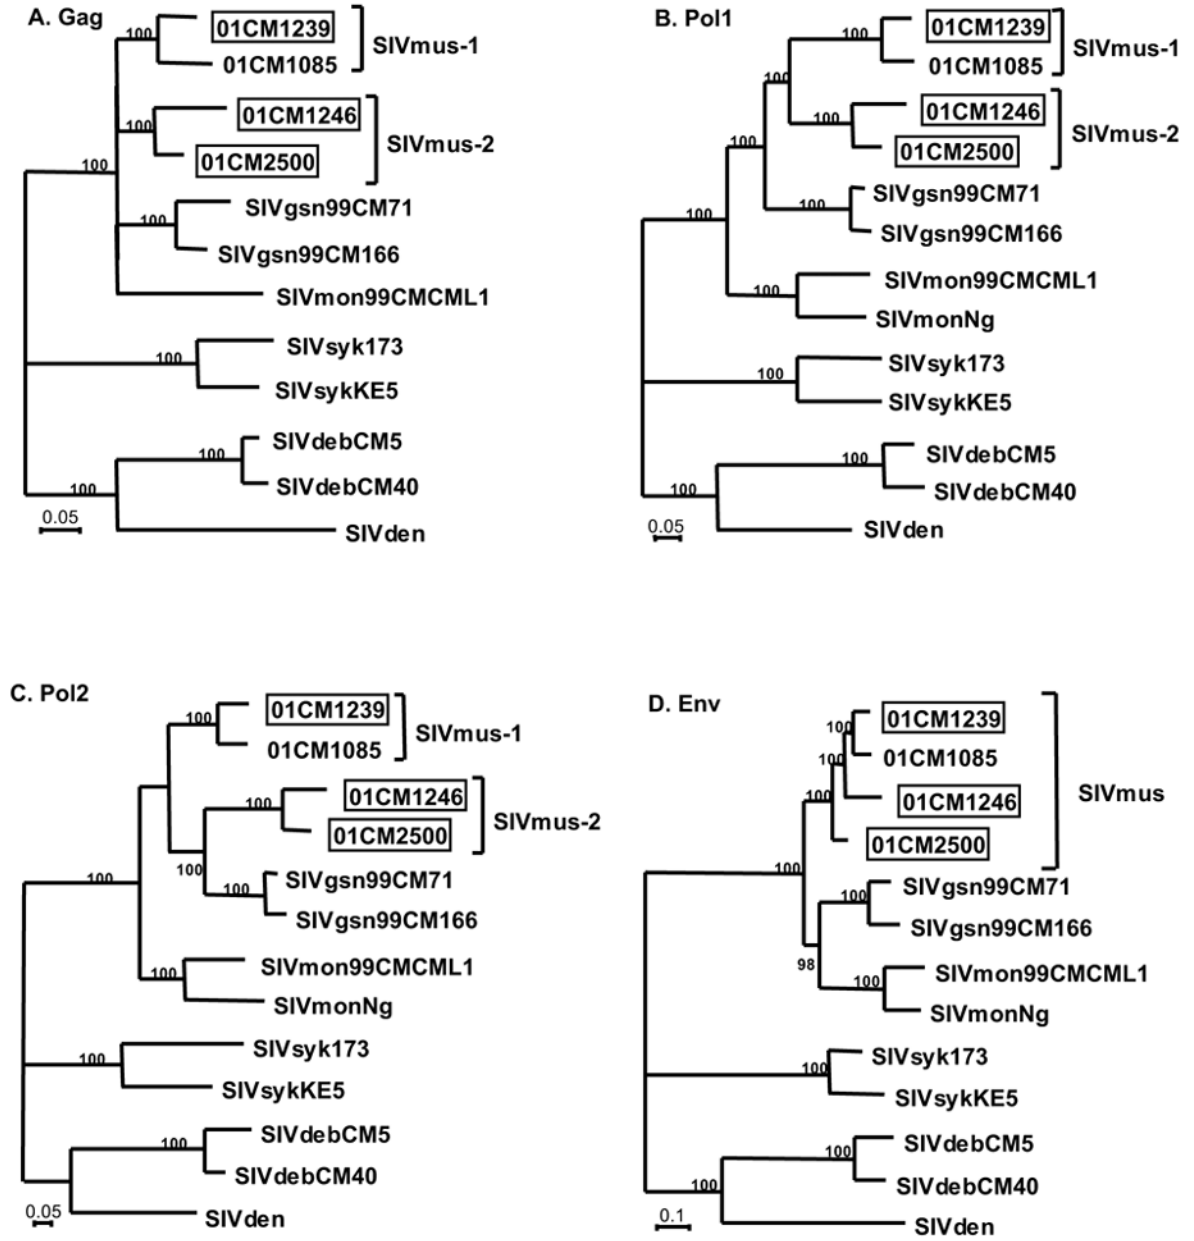 A. Gag
100
01CM1239
01CM1085
SIVmus-1
100
01CM1246
01CM2500
SIVmus-2
100
100
SIVgsn99CM71
SIVgsn99CM166
SIVmon99CMCML1
100
SIVsyk173
SIVsykKE5
100
SIVdebCM5
SIVdebCM40
100
SIVden
0.05
B. Pol1
100
01CM1239
01CM1085
SIVmus-1
100
100
01CM1246
01CM2500
SIVmus-2
100
100
SIVgsn99CM71
SIVgsn99CM166
100
100
SIVmon99CMCML1
SIVmonNg
100
SIVsyk173
SIVsykKE5
100
SIVdebCM5
SIVdebCM40
100
SIVden
0.05
C. Pol2
100
01CM1239
01CM1085
SIVmus-1
100
01CM1246
01CM2500
SIVmus-2
100
100
SIVgsn99CM71
SIVgsn99CM166
100
100
SIVmon99CMCML1
SIVmonNg
100
SIVsyk173
SIVsykKE5
100
SIVdebCM5
SIVdebCM40
SIVden
0.05
D. Env
100
01CM1239
01CM1085
100
01CM1246
100
01CM2500
SIVmus
100
100
SIVgsn99CM71
SIVgsn99CM166
98
100
SIVmon99CMCML1
SIVmonNg
100
SIVsyk173
SIVsykKE5
100
SIVdebCM5
SIVdebCM40
100
SIVden
0.1